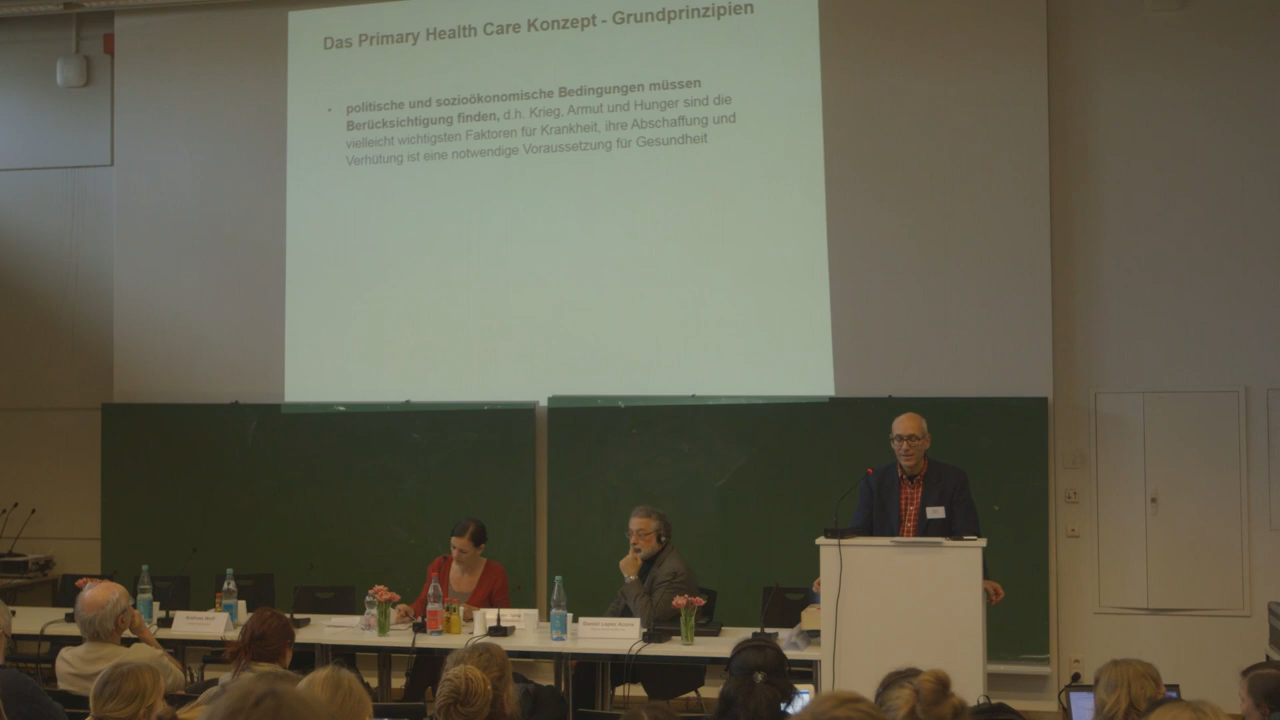 Das Primary Health Care Konzept - Grundprinzipien
• politische und sozioökonomische Bedingungen müssen
Berücksichtigung finden, d.h. Krieg, Armut und Hunger sind die
vielleicht wichtigsten Faktoren für Krankheit, ihre Abschaffung und
Verhütung ist eine notwendige Voraussetzung für Gesundheit